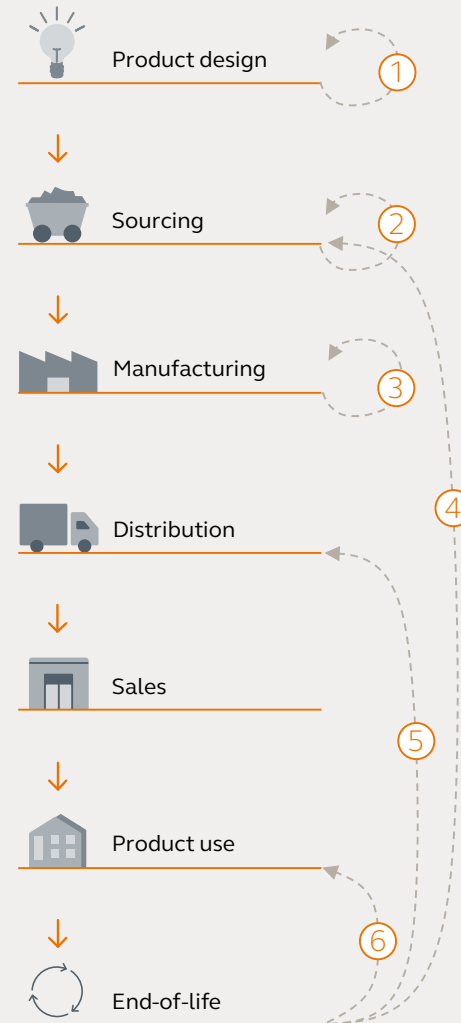 Product design
1
Sourcing
2
Manufacturing
3
4
Distribution
Sales
5
Product use
6
End-of-life